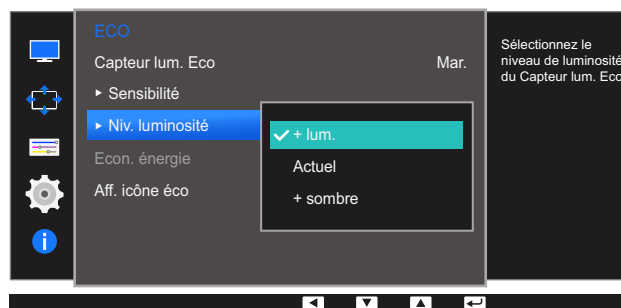 ECO
Capteur lum. Eco Mar.
▸ Sensibilité
▸ Niv. luminosité
Econ. énergie
Aff. icône éco
+ lum.
Actuel
+ sombre
Sélectionnez le
niveau de luminosité
du Capteur lum. Eco